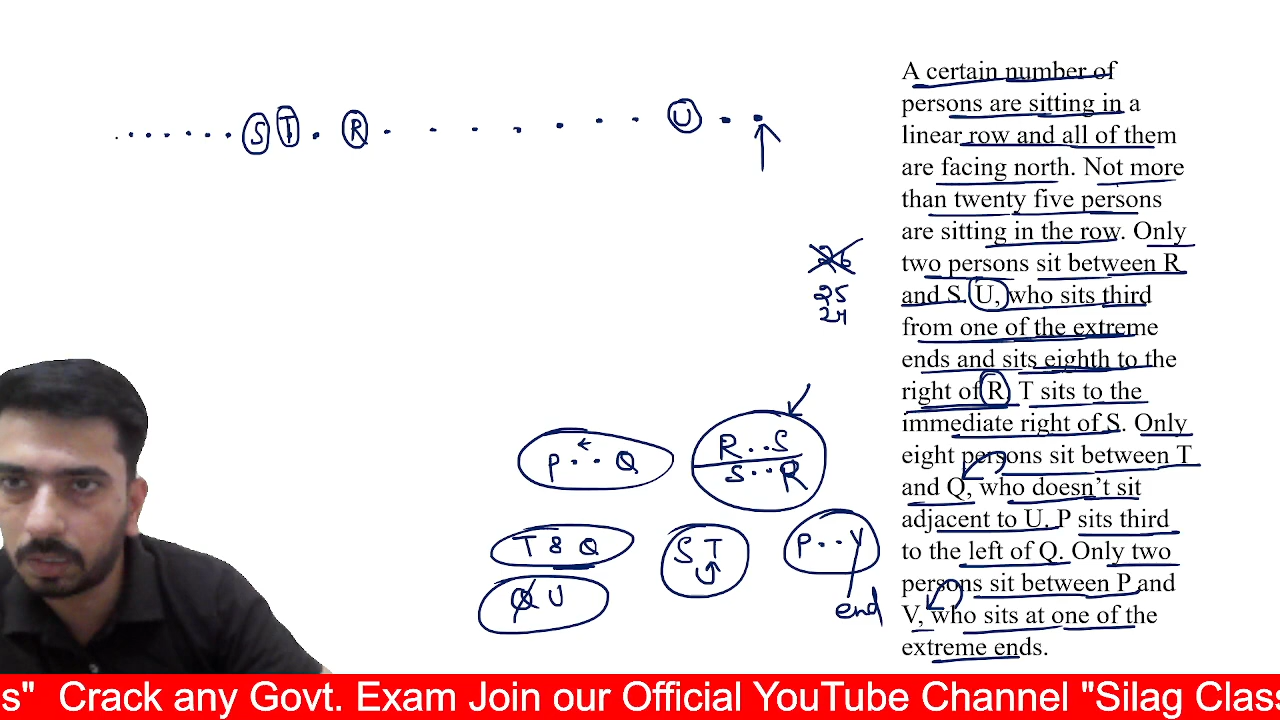 A certain number of
persons are sitting in a
linear row and all of them
are facing north. Not more
than twenty five persons
are sitting in the row. Only
two persons sit between R
and S. U, who sits third
from one of the extreme
ends and sits eighth to the
right of R. T sits to the
immediate right of S. Only
eight persons sit between T
and Q, who doesn't sit
adjacent to U. P sits third
to the left of Q. Only two
persons sit between P and
V, who sits at one of the
extreme ends.
. . . . . . S T . R . . . . . . . U . .
26
25
24
P . . Q
R . . S
S . . R
T 8 Q
S T
P . . V
end
Q U
s" Crack any Govt. Exam Join our Official YouTube Channel "Silag Clas